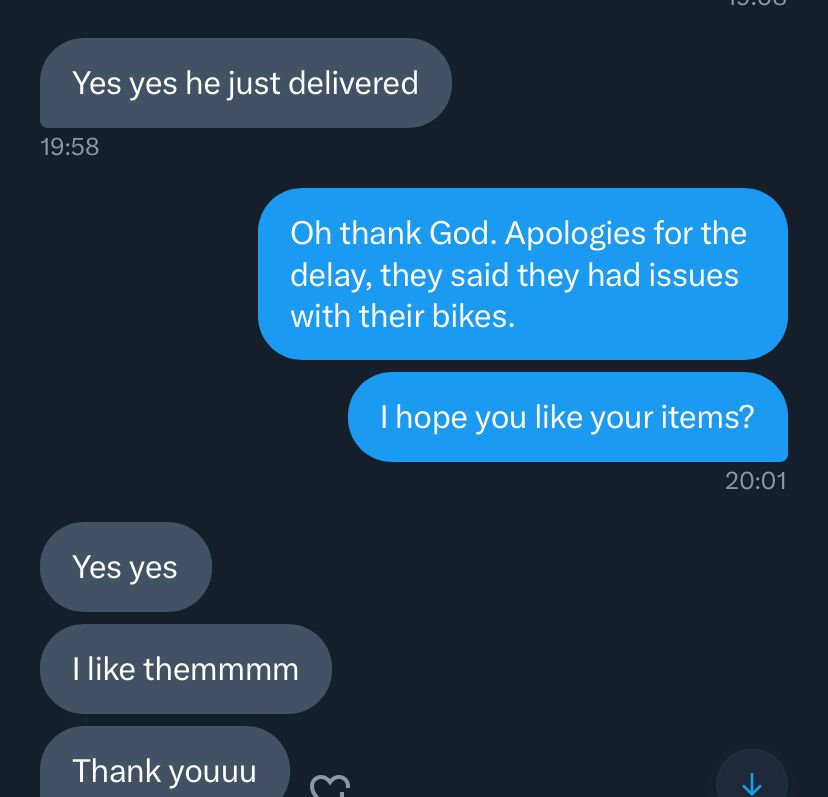 Yes yes he just delivered
19:58
Oh thank God. Apologies for the
delay, they said they had issues
with their bikes.
I hope you like your items?
20:01
Yes yes
I like themmmm
Thank youuu